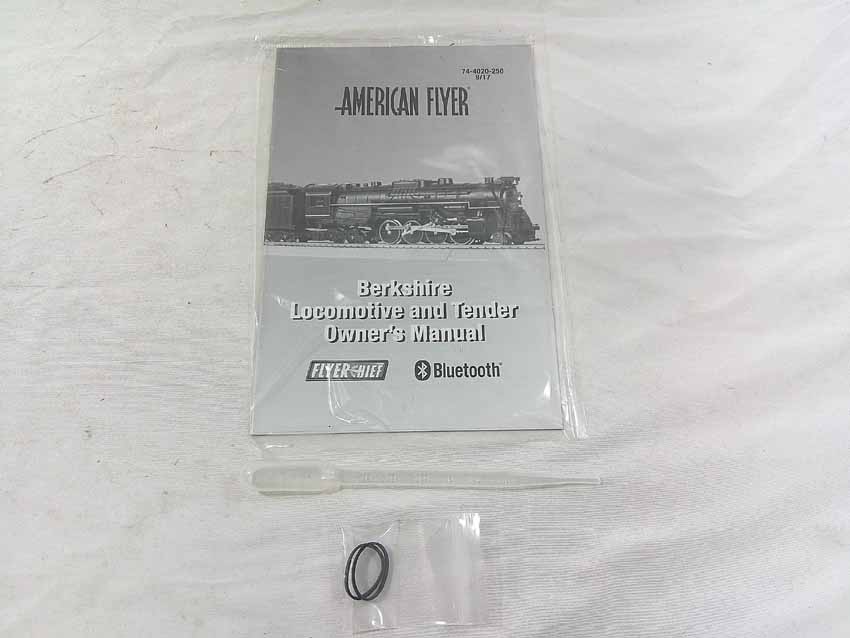 74-4020-250
9/17
AMERICAN FLYER
Berkshire
Locomotive and Tender
Owner's Manual
FLYERCHIEF
Bluetooth